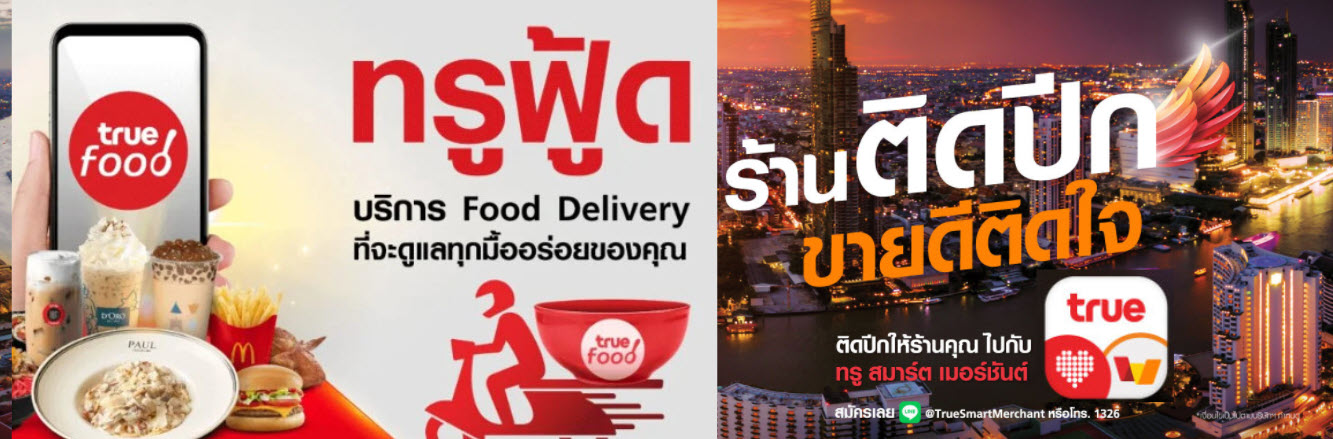 true
food
ทรูฟู้ด
บริการ Food Delivery
ที่จะดูแลทุกมื้ออร่อยของคุณ
D'ORO
PAUL
true
food
ร้านติดปีก
ขายดีติดใจ
true
ติดปีกให้ร้านคุณ ไปกับ
ทรู สมาร์ต เมอร์ชันต์
สมัครเลย LINE @TrueSmartMerchant หรือโทร. 1326